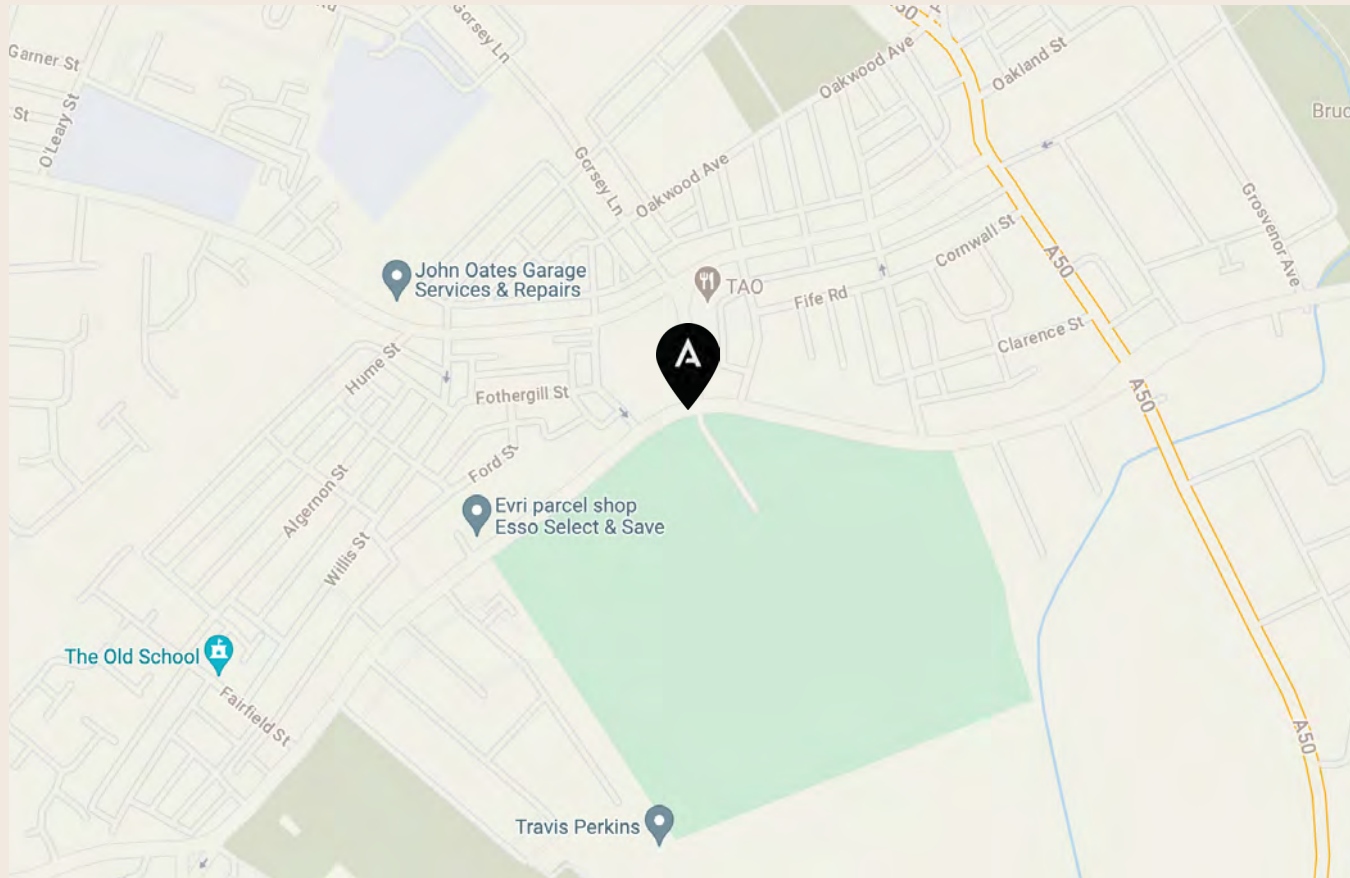 Gorsey Ln
Garner St
St
O'Leary St
Oakwood Ave
Oakland St
Gorsey Ln
Oakwood Ave
Grosvenor Ave
Cornwall St
A50
John Oates Garage
Services & Repairs
TAO
Fife Rd
Clarence St
A
Hume St
Fothergill St
A50
Ford St
Algernon St
Evri parcel shop
Esso Select & Save
Willis St
The Old School
Fairfield St
A50
Travis Perkins